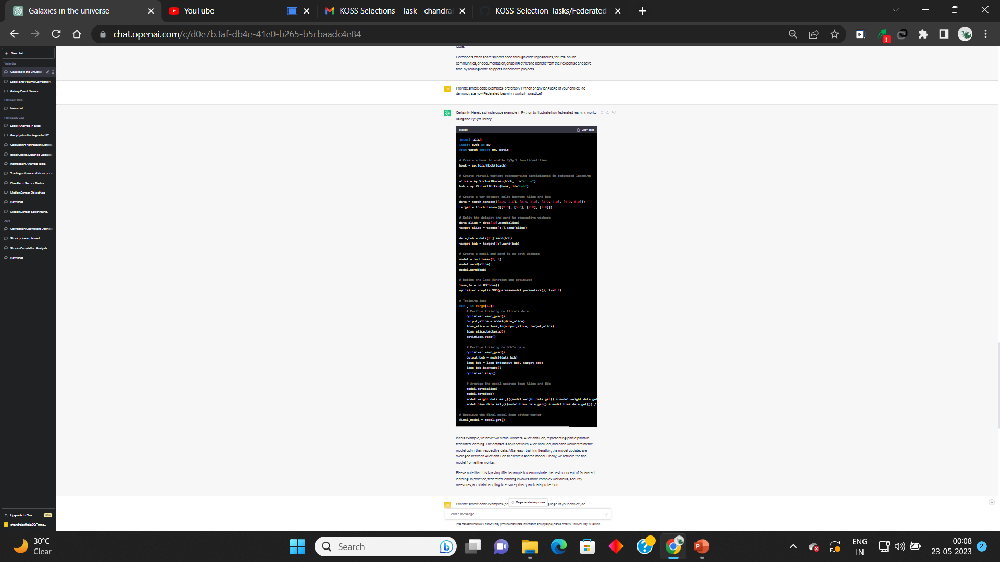 Galaxies in the universe
YouTube
KOSS Selections - Task - chandra
KOSS-Selection-Tasks/Federated
chat.openai.com/c/d0e7b3af-db4e-41e0-b265-b5cbaadc4e84
New chat
Yesterday
Galaxies in the universe
Stock and Volume Correlation.
Galaxy Event Names.
Previous 7 Days
New chat
Previous 30 Days
Stock Analysis in Excel
Geophysics Undergrad at IIT
Calculating Regression Metrics.
Excel Cook's Distance Calculati
Regression Analysis Tools
Trading volume and stock price
Fire Alarm Sensor Basics.
Motion Sensor Objectives
New chat
Motion Sensor Background.
April
Correlation Coefficient Definitio
Stock price explained.
Stocks Correlation Analysis
New chat
Upgrade to Plus
NEW
chandrabathala00@gma...
issue.
Developers often share snippet code through code repositories, forums, online
communities, or documentation, enabling others to benefit from their expertise and save
time by reusing code snippets in their own projects.
Provide simple code examples (preferably Python or any language of your choice ) to
demonstrate how Federated Learning works in practice?
Certainly! Here's a simple code example in Python to illustrate how federated learning works
using the PySyft library:
python
Copy code
import torch
import syft as sy
from torch import nn, optim
# Create a hook to enable PySyft functionalities
hook = sy.TorchHook(torch)
# Create virtual workers representing participants in federated learning
alice = sy.VirtualWorker(hook, id="alice")
bob = sy.VirtualWorker(hook, id="bob")
# Create a toy dataset split between Alice and Bob
data = torch.tensor([[1.0, 2.0], [2.0, 3.0], [3.0, 4.0], [4.0, 5.0]])
target = torch.tensor([[3.0], [5.0], [7.0], [9.0]])
# Split the dataset and send to respective workers
data_alice = data[:2].send(alice)
target_alice = target[:2].send(alice)
data_bob = data[2:].send(bob)
target_bob = target[2:].send(bob)
# Create a model and send it to both workers
model = nn.Linear(2, 1)
model.send(alice)
model.send(bob)
# Define the loss function and optimizer
loss_fn = nn.MSELoss()
optimizer = optim.SGD(params=model.parameters(), lr=0.1)
# Training loop
for _ in range(10):
# Perform training on Alice's data
optimizer.zero_grad()
output_alice = model(data_alice)
loss_alice = loss_fn(output_alice, target_alice)
loss_alice.backward()
optimizer.step()
# Perform training on Bob's data
optimizer.zero_grad()
output_bob = model(data_bob)
loss_bob = loss_fn(output_bob, target_bob)
loss_bob.backward()
optimizer.step()
# Average the model updates from Alice and Bob
model.move(alice)
model.move(bob)
model.weight.data.set_(((model.weight.data.get() + model.weight.data.get
model.bias.data.set_(((model.bias.data.get() + model.bias.data.get()) /
# Retrieve the final model from either worker
final_model = model.get()
In this example, we have two virtual workers, Alice and Bob, representing participants in
federated learning. The dataset is split between Alice and Bob, and each worker trains the
model using their respective data. After each training iteration, the model updates are
averaged between Alice and Bob to create a shared model. Finally, we retrieve the final
model from either worker.
Please note that this is a simplified example to demonstrate the basic concept of federated
learning. In practice, federated learning involves more complex workflows, security
measures, and data handling to ensure privacy and data protection.
Provide simple code examples (pr
Regenerate response
guage of your choice ) to
Send a message.
Free Research Preview. ChatGPT may produce inaccurate information about people, places, or facts. ChatGPT May 12 Version
30°C
Clear
Search
ENG
IN
00:08
23-05-2023
2